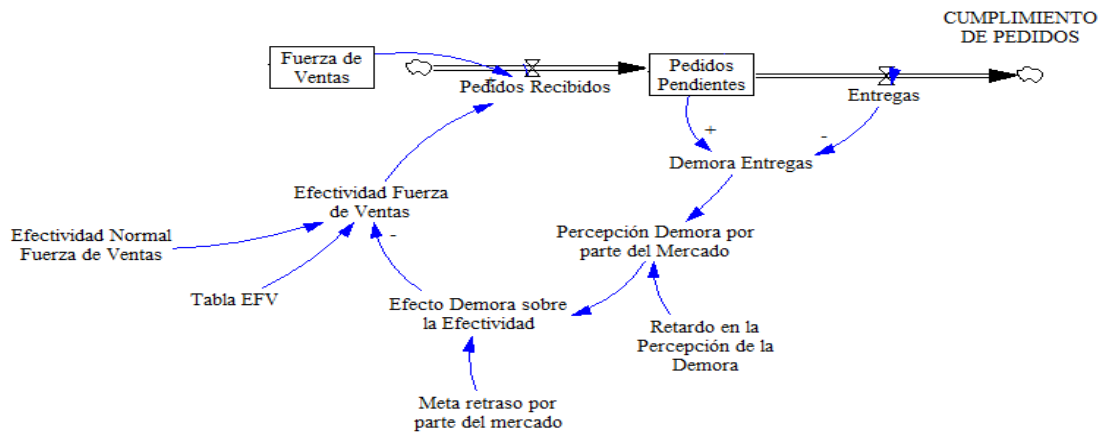 CUMPLIMIENTO
DE PEDIDOS
Fuerza de
Ventas
+
Pedidos Recibidos
Pedidos
Pendientes
Entregas
+
-
Demora Entregas
Efectividad Fuerza
de Ventas
-
Efectividad Normal
Fuerza de Ventas
Percepción Demora por
parte del Mercado
Tabla EFV
Efecto Demora sobre
la Efectividad
Retardo en la
Percepción de la
Demora
Meta retraso por
parte del mercado